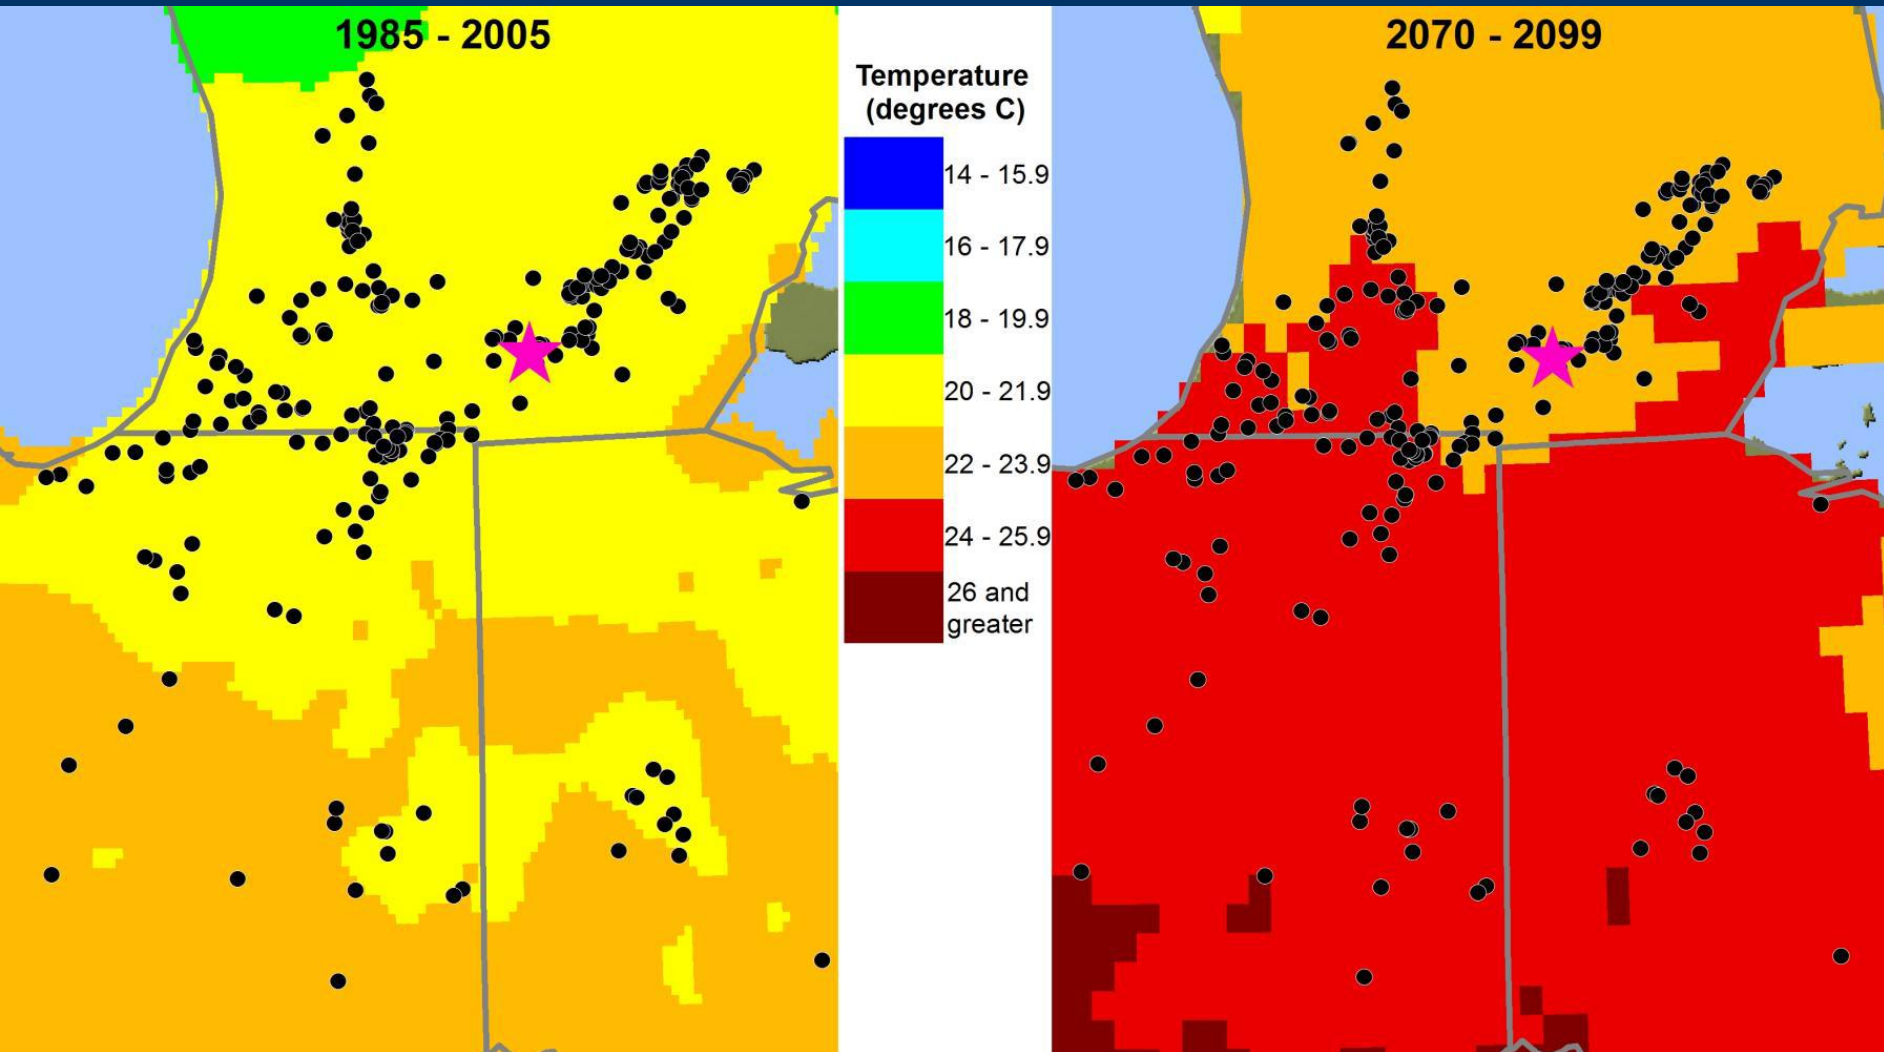 1985 - 2005
2070 - 2099
Temperature
(degrees C)
14 - 15.9
16 - 17.9
18 - 19.9
20 - 21.9
22 - 23.9
24 - 25.9
26 and
greater